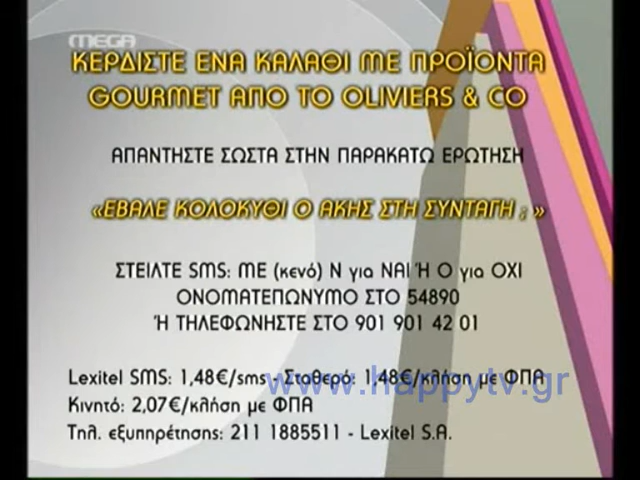 MEGA
ΚΕΡΔΙΣΤΕ ΕΝΑ ΚΑΛΑΘΙ ΜΕ ΠΡΟΪΟΝΤΑ
GOURMET ΑΠΟ ΤΟ OLIVIERS & CO
ΑΠΑΝΤΗΣΤΕ ΣΩΣΤΑ ΣΤΗΝ ΠΑΡΑΚΑΤΩ ΕΡΩΤΗΣΗ
«ΕΒΑΛΕ ΚΟΛΟΚΥΘΙ Ο ΑΚΗΣ ΣΤΗ ΣΥΝΤΑΓΗ ; »
ΣΤΕΙΛΤΕ SMS: ΜΕ (κενό) Ν για ΝΑΙ Ή Ο για ΟΧΙ
ΟΝΟΜΑΤΕΠΩΝΥΜΟ ΣΤΟ 54890
Ή ΤΗΛΕΦΩΝΗΣΤΕ ΣΤΟ 901 901 42 01
Lexitel SMS: 1,48€/sms - Σταθερό: 1,48€/κλήση με ΦΠΑ
www.happytv.gr
Κινητό: 2,07€/κλήση με ΦΠΑ
Τηλ. εξυπηρέτησης: 211 1885511 - Lexitel S.A.